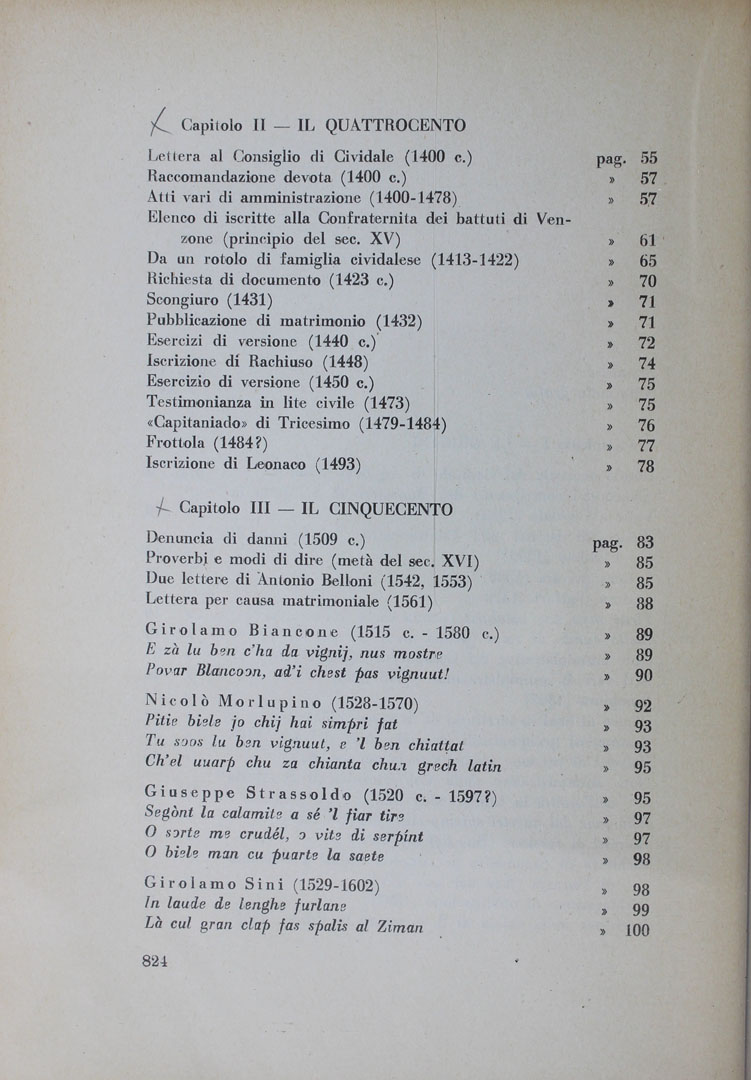 Capitolo II — IL QUATTROCENTO
Lettera al Consiglio di Cividale (1400 c.) pag. 55
Raccomandazione devota (1400 c.) » 57
Atti vari di amministrazione (1400-1478) » 57
Elenco di iscritte alla Confraternita dei battuti di Ven-
zone (principio del sec. XV) » 61
Da un rotolo di famiglia cividalese (1413-1422) » 65
Richiesta di documento (1423 c.) » 70
Scongiuro (1431) » 71
Pubblicazione di matrimonio (1432) » 71
Esercizi di versione (1440 c.) » 72
Iscrizione dí Rachiuso (1448) » 74
Esercizio di versione (1450 c.) » 75
Testimonianza in lite civile (1473) » 75
«Capitaniado» di Tricesimo (1479-1484) » 76
Frottola (1484?) » 77
Iscrizione di Leonaco (1493) » 78
Capitolo III — IL CINQUECENTO
Denuncia di danni (1509 c.) pag. 83
Proverbi e modi di dire (metà del sec. XVI) » 85
Due lettere di Antonio Belloni (1542, 1553) » 85
Lettera per causa matrimoniale (1561) » 88
Girolamo Biancone (1515 c. - 1580 c.) » 89
E zà lu ben c'ha da vignij, nus mostre » 89
Povar Blancoon, ad'i chest pas vignuut! » 90
Nicolò Morlupino (1528-1570) » 92
Pitie biele jo chij hai simpri fat » 93
Tu soos lu ben vignuut, e 'l ben chiattat » 93
Ch'el uuarp chu za chianta chun grech latin » 95
Giuseppe Strassoldo (1520 c. - 1597?) » 95
Segònt la calamite a sé 'l fiar tire » 97
O sorte me crudél, o vite di serpínt » 97
O biele man cu puarte la saete » 98
Girolamo Sini (1529-1602) » 98
In laude de lenghe furlane » 99
Là cul gran clap fas spalis al Ziman » 100
824